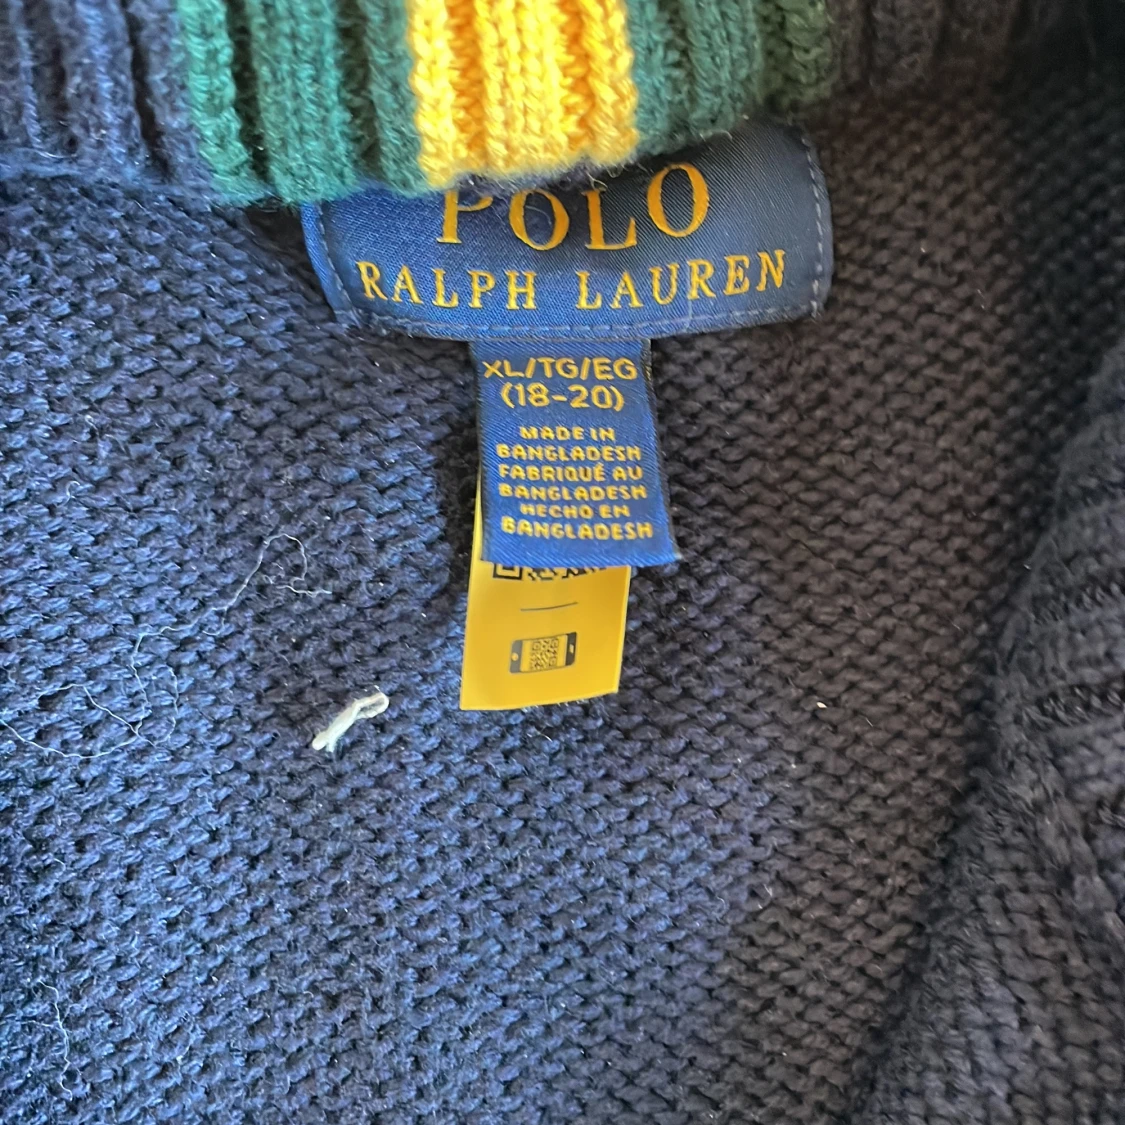 POLO
RALPH LAUREN
XL/TG/EG
(18-20)
MADE IN
BANGLADESH
FABRIQUÉ AU
BANGLADESH
HECHO EN
BANGLADESH